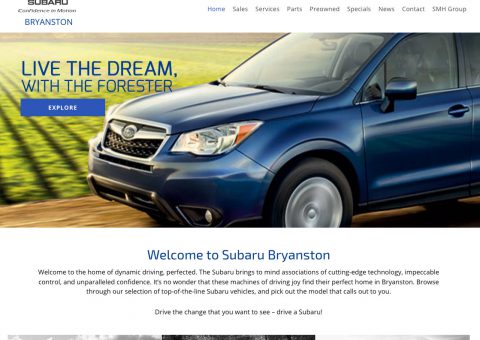 SUBARU
Confidence in Motion
BRYANSTON
Home Sales Services Parts Preowned Specials News Contact SMH Group
LIVE THE DREAM,
WITH THE FORESTER
EXPLORE
Welcome to Subaru Bryanston
Welcome to the home of dynamic driving, perfected. The Subaru brings to mind associations of cutting-edge technology, impeccable
control, and unparalleled confidence. It's no wonder that these machines of driving joy find their perfect home in Bryanston. Browse
through our selection of top-of-the-line Subaru vehicles, and pick out the model that calls out to you.
Drive the change that you want to see – drive a Subaru!